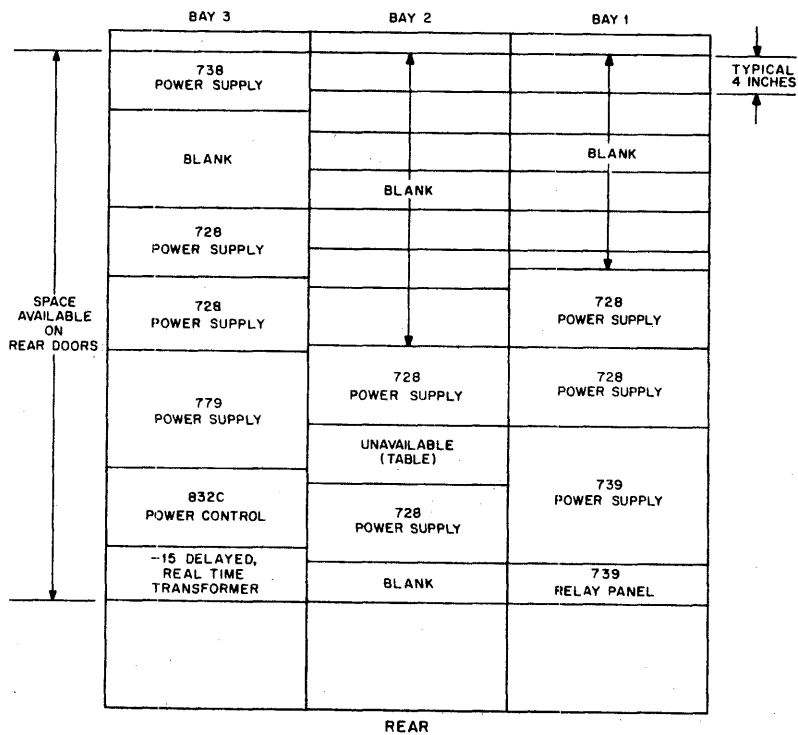 BAY 3
BAY 2
BAY 1
TYPICAL
4 INCHES
SPACE
AVAILABLE
ON
REAR DOORS
738
POWER SUPPLY
BLANK
728
POWER SUPPLY
728
POWER SUPPLY
779
POWER SUPPLY
832C
POWER CONTROL
-15 DELAYED,
REAL TIME
TRANSFORMER
BLANK
728
POWER SUPPLY
UNAVAILABLE
(TABLE)
728
POWER SUPPLY
BLANK
BLANK
728
POWER SUPPLY
728
POWER SUPPLY
739
POWER SUPPLY
739
RELAY PANEL
REAR